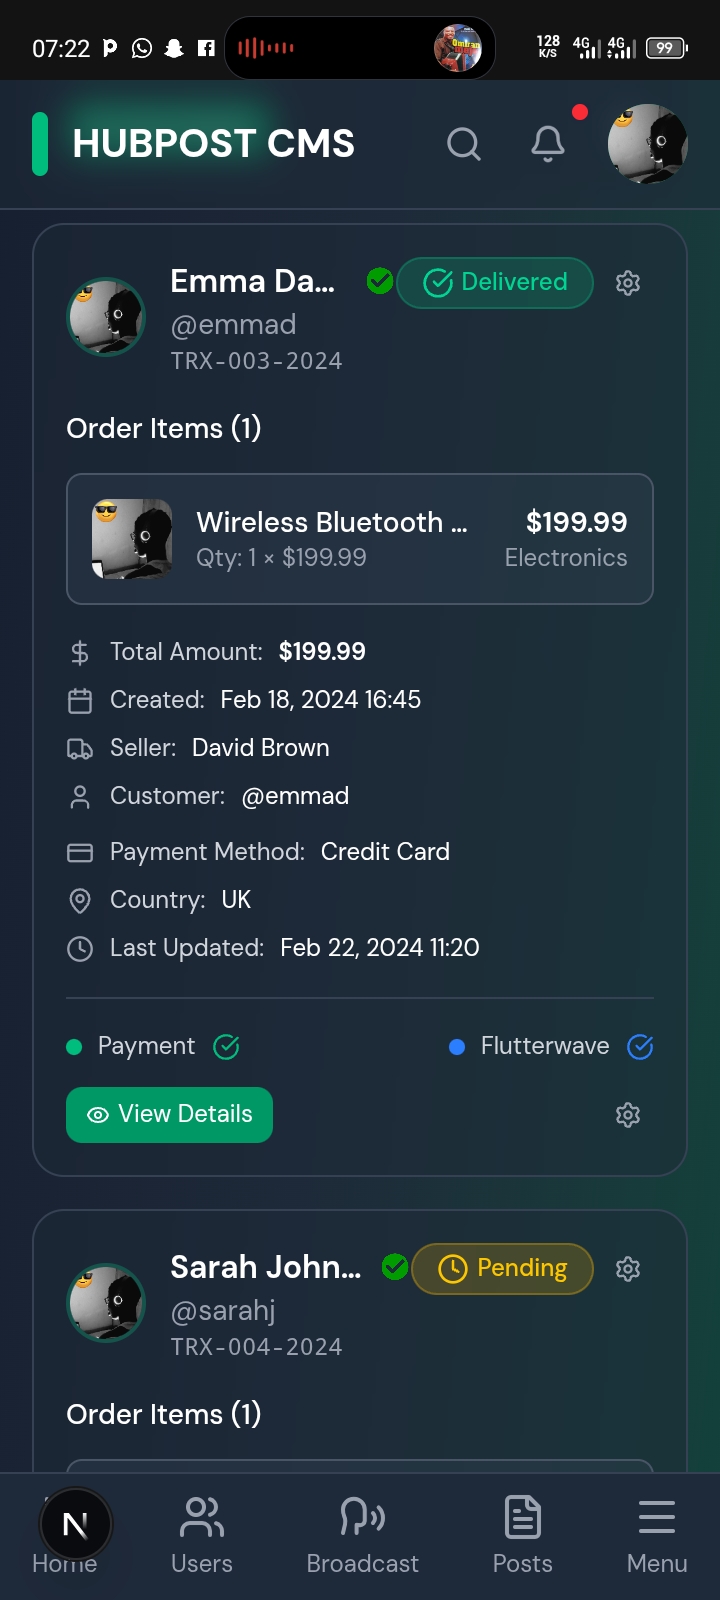 07:22
128 K/S 4G 4G 99
HUBPOST CMS
Emma Da...
Delivered
@emmad
TRX-003-2024
Order Items (1)
Wireless Bluetooth ... $199.99
Qty: 1 × $199.99 Electronics
Total Amount: $199.99
Created: Feb 18, 2024 16:45
Seller: David Brown
Customer: @emmad
Payment Method: Credit Card
Country: UK
Last Updated: Feb 22, 2024 11:20
Payment Flutterwave
View Details
Sarah John...
Pending
@sarahj
TRX-004-2024
Order Items (1)
N
Home Users Broadcast Posts Menu